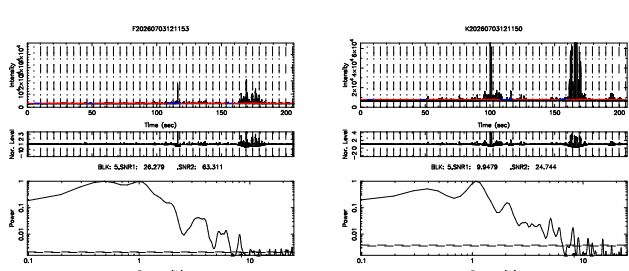 F20260703121153
K20260703121150
Intensity
0 50 100 150 200
Time (sec)
Intensity
0 50 100 150 200
Time (sec)
Nor. Level
Nor. Level
BLK: 5,SNR1: 26.279 ,SNR2: 63.311
BLK: 5,SNR1: 9.9479 ,SNR2: 24.744
Power
1
0.1
0.01
0.1 1 10
Power
1
0.1
0.01
0.1 1 10